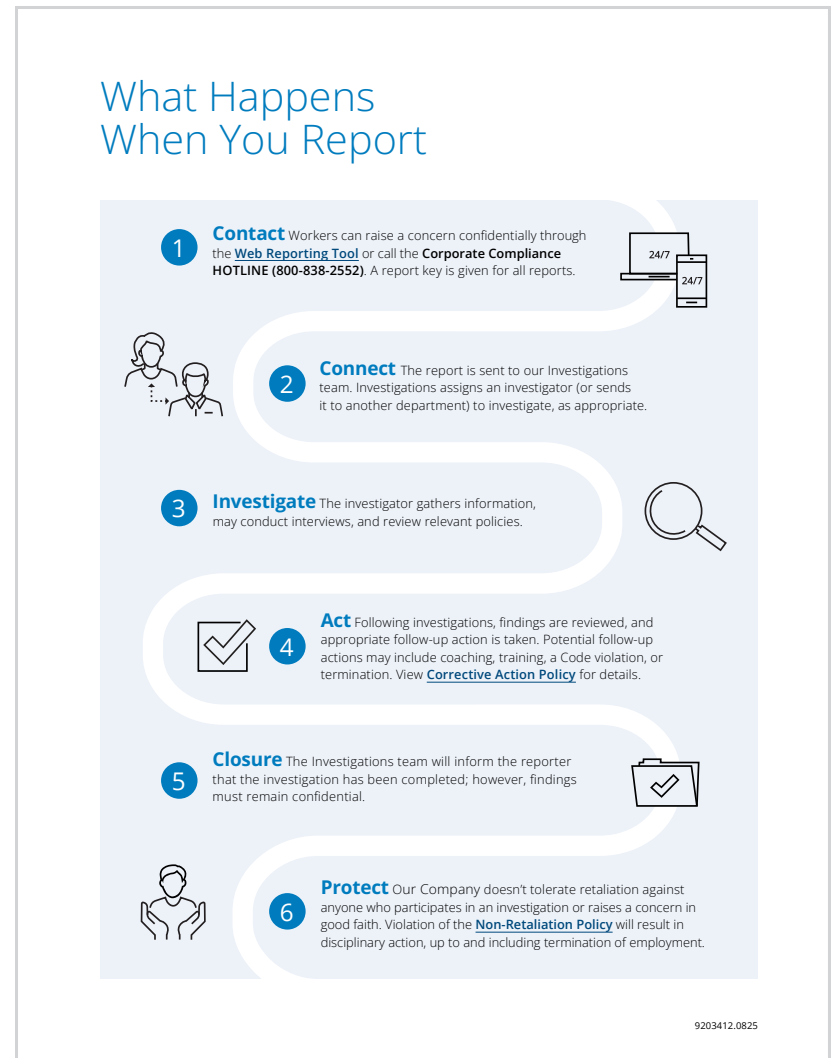 What Happens
When You Report
1
Contact Workers can raise a concern confidentially through
the Web Reporting Tool or call the Corporate Compliance
HOTLINE (800-838-2552). A report key is given for all reports.
24/7
24/7
2
Connect The report is sent to our Investigations
team. Investigations assigns an investigator (or sends
it to another department) to investigate, as appropriate.
3
Investigate The investigator gathers information,
may conduct interviews, and review relevant policies.
4
Act Following investigations, findings are reviewed, and
appropriate follow-up action is taken. Potential follow-up
actions may include coaching, training, a Code violation, or
termination. View Corrective Action Policy for details.
5
Closure The Investigations team will inform the reporter
that the investigation has been completed; however, findings
must remain confidential.
6
Protect Our Company doesn’t tolerate retaliation against
anyone who participates in an investigation or raises a concern in
good faith. Violation of the Non-Retaliation Policy will result in
disciplinary action, up to and including termination of employment.
9203412.0825